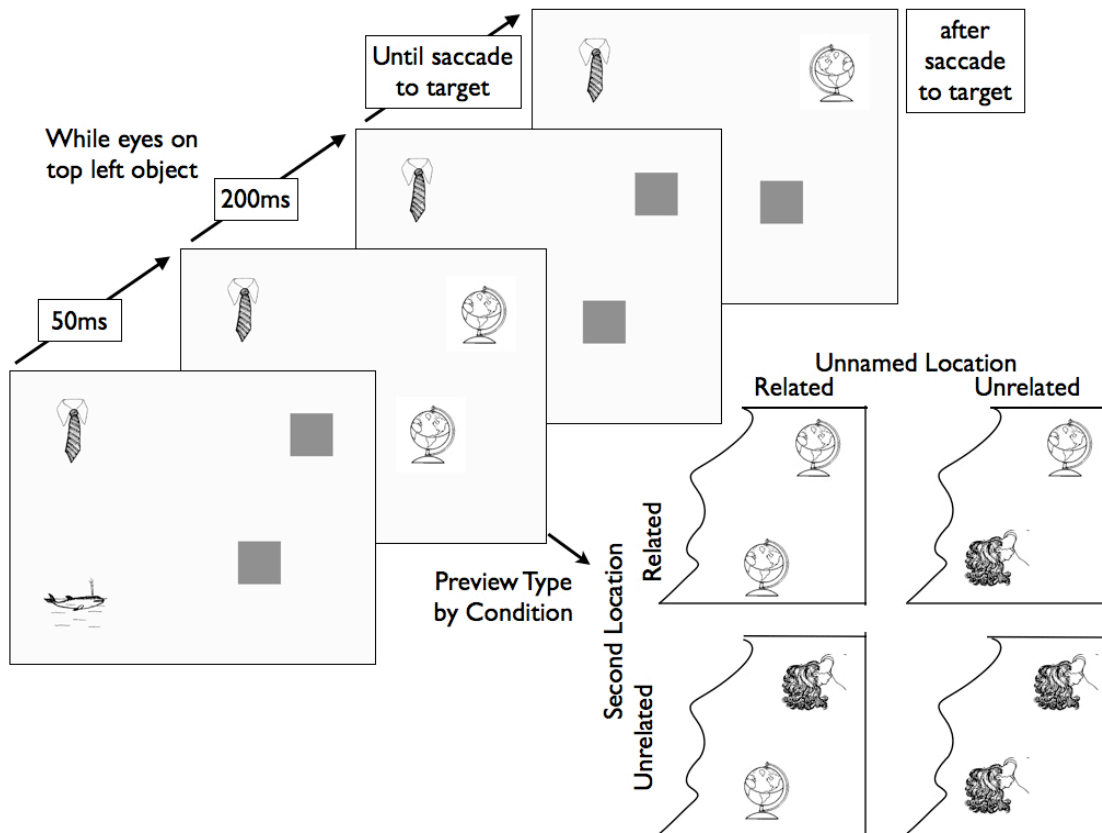 Until saccade
to target
after
saccade
to target
While eyes on
top left object
200ms
50ms
Unnamed Location
Related
Unrelated
Preview Type
by Condition
Second Location
Related
Unrelated